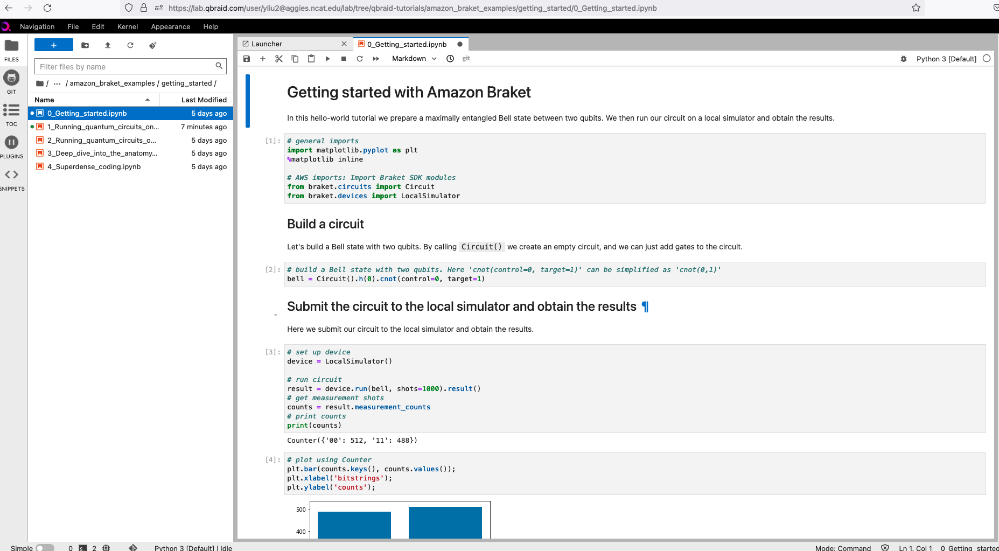 https://lab.qbraid.com/user/yliu2@aggies.ncat.edu/lab/tree/qbraid-tutorials/amazon_braket_examples/getting_started/0_Getting_started.ipynb
Navigation File Edit Kernel Appearance Help
FILES
GIT
TOC
PLUGINS
SNIPPETS
+
Filter files by name
/ ··· / amazon_braket_examples / getting_started /
Name Last Modified
0_Getting_started.ipynb 5 days ago
1_Running_quantum_circuits_on... 7 minutes ago
2_Running_quantum_circuits_o... 5 days ago
3_Deep_dive_into_the_anatomy... 5 days ago
4_Superdense_coding.ipynb 5 days ago
Launcher
0_Getting_started.ipynb
Markdown git Python 3 [Default]
Getting started with Amazon Braket
In this hello-world tutorial we prepare a maximally entangled Bell state between two qubits. We then run our circuit on a local simulator and obtain the results.
[1]: # general imports
import matplotlib.pyplot as plt
%matplotlib inline
# AWS imports: Import Braket SDK modules
from braket.circuits import Circuit
from braket.devices import LocalSimulator
Build a circuit
Let's build a Bell state with two qubits. By calling Circuit() we create an empty circuit, and we can just add gates to the circuit.
[2]: # build a Bell state with two qubits. Here 'cnot(control=0, target=1)' can be simplified as 'cnot(0,1)'
bell = Circuit().h(0).cnot(control=0, target=1)
Submit the circuit to the local simulator and obtain the results ¶
Here we submit our circuit to the local simulator and obtain the results.
[3]: # set up device
device = LocalSimulator()
# run circuit
result = device.run(bell, shots=1000).result()
# get measurement shots
counts = result.measurement_counts
# print counts
print(counts)
Counter({'00': 512, '11': 488})
[4]: # plot using Counter
plt.bar(counts.keys(), counts.values());
plt.xlabel('bitstrings');
plt.ylabel('counts');
500
400
Simple 0 2 Python 3 [Default] | Idle Mode: Command Ln 1, Col 1 0_Getting_started